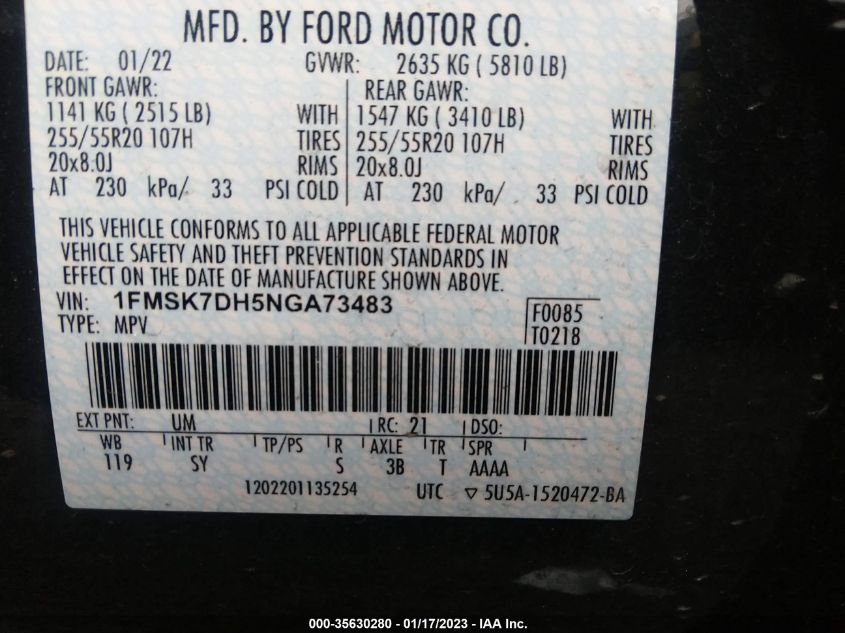 MFD. BY FORD MOTOR CO.
DATE: 01/22 GVWR: 2635 KG ( 5810 LB)
FRONT GAWR: REAR GAWR:
1141 KG ( 2515 LB) WITH 1547 KG ( 3410 LB) WITH
255/55R20 107H TIRES 255/55R20 107H TIRES
20x8.0J RIMS 20x8.0J RIMS
AT 230 kPa/ 33 PSI COLD AT 230 kPa/ 33 PSI COLD
THIS VEHICLE CONFORMS TO ALL APPLICABLE FEDERAL MOTOR
VEHICLE SAFETY AND THEFT PREVENTION STANDARDS IN
EFFECT ON THE DATE OF MANUFACTURE SHOWN ABOVE.
VIN: 1FMSK7DH5NGA73483 F0085
TYPE: MPV T0218
EXT PNT: UM RC: 21 DSO:
WB INT TR TP/PS R AXLE TR SPR
119 SY S 3B T AAAA
1202201135254 UTC ▽ 5U5A-1520472-BA
000-35630280 - 01/17/2023 - IAA Inc.